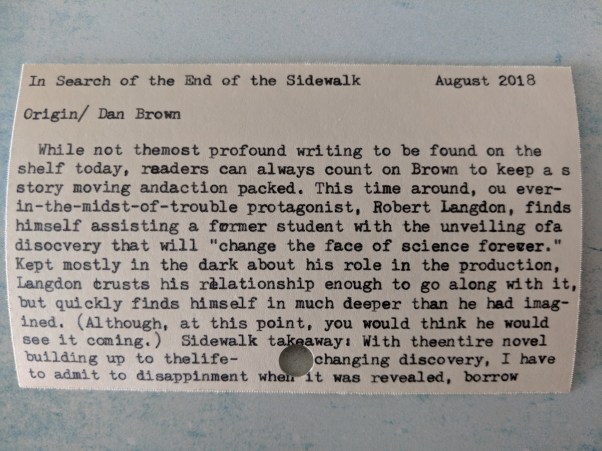 In Search of the End of the Sidewalk August 2018
Origin/ Dan Brown
While not themost profound writing to be found on the
shelf today, readers can always count on Brown to keep a s
story moving andaction packed. This time around, ou ever-
in-the-midst-of-trouble protagonist, Robert Langdon, finds
himself assisting a former student with the unveiling ofa
disocvery that will "change the face of science forever."
Kept mostly in the dark about his role in the production,
Langdon trusts his relationship enough to go along with it,
but quickly finds himself in much deeper than he had imag-
ined. (Although, at this point, you would think he would
see it coming.) Sidewalk takeaway: With theentire novel
building up to thelife- changing discovery, I have
to admit to disappinment when it was revealed, borrow